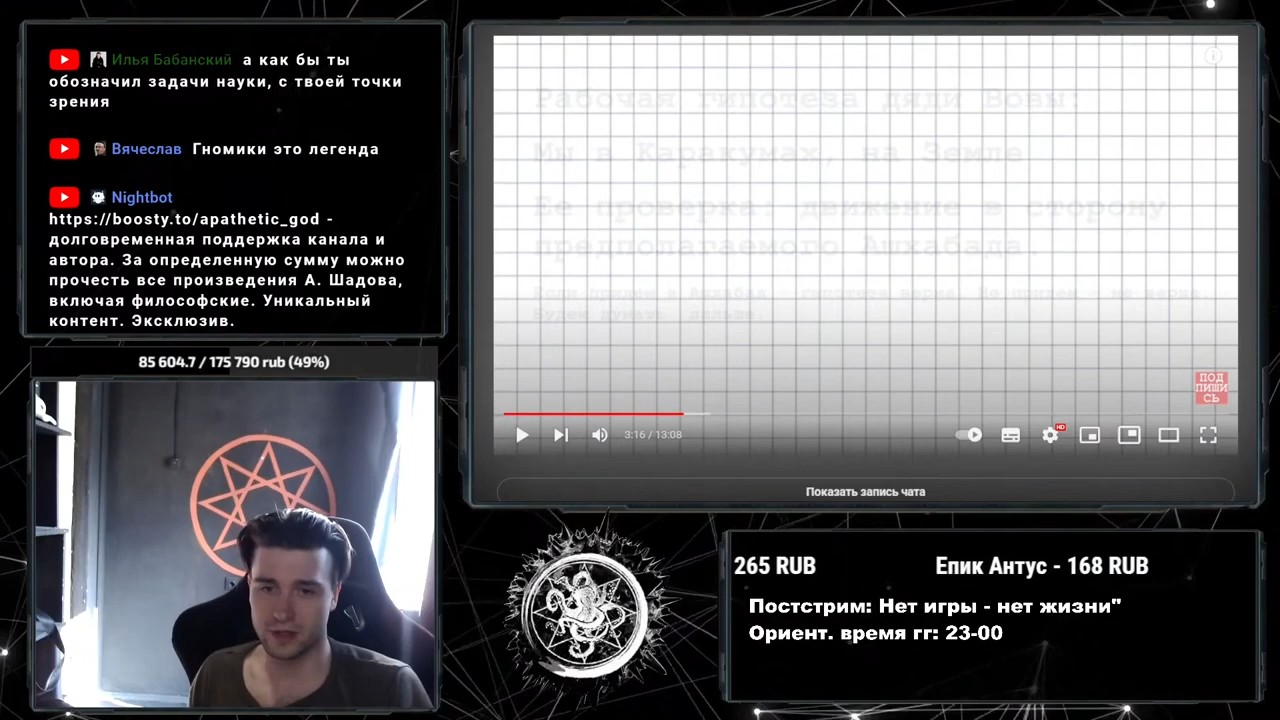 Илья Бабанский а как бы ты
обозначил задачи науки, с твоей точки
зрения
Вячеслав Гномики это легенда
Nightbot
https://boosty.to/apathetic_god -
долговременная поддержка канала и
автора. За определенную сумму можно
прочесть все произведения А. Шадова,
включая философские. Уникальный
контент. Эксклюзив.
85 604.7 / 175 790 rub (49%)
Рабочая гипотеза дяди Вовы:
Мы в Каракумах, на Земле
Ее проверка: движение в сторону
предполагаемого Ашхабада
ПОД
ПИШИ
СЬ
3:16 / 13:08
HD
Показать запись чата
265 RUB Епик Антус - 168 RUB
Постстрим: Нет игры - нет жизни"
Ориент. время гг: 23-00